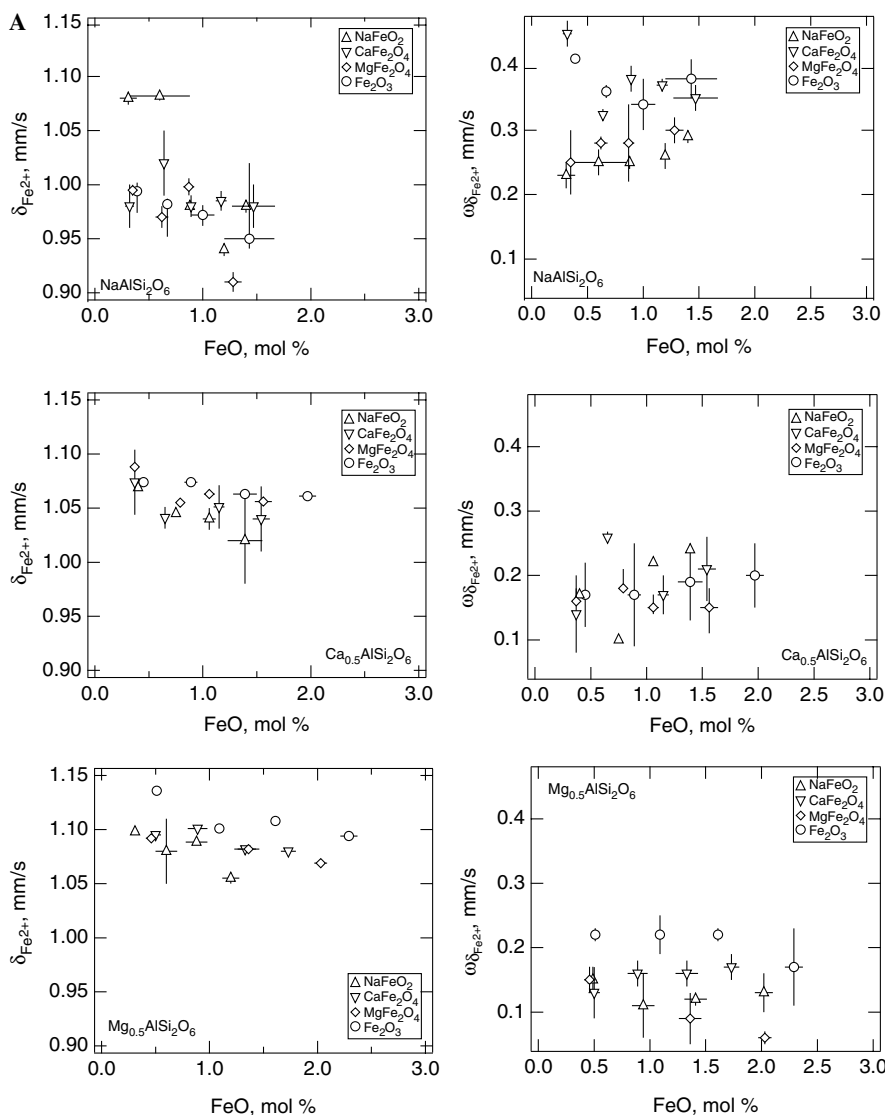 A
δFe2+, mm/s
1.15
1.10
1.05
1.00
0.95
0.90
NaFeO2
CaFe2O4
MgFe2O4
Fe2O3
NaAlSi2O6
0.0 1.0 2.0 3.0
FeO, mol %
ωδFe2+, mm/s
0.4
0.3
0.2
0.1
NaFeO2
CaFe2O4
MgFe2O4
Fe2O3
NaAlSi2O6
0.0 0.5 1.0 1.5 2.0 2.5 3.0
FeO, mol %
δFe2+, mm/s
1.15
1.10
1.05
1.00
0.95
0.90
NaFeO2
CaFe2O4
MgFe2O4
Fe2O3
Ca0.5AlSi2O6
0.0 1.0 2.0 3.0
FeO, mol %
ωδFe2+, mm/s
0.4
0.3
0.2
0.1
NaFeO2
CaFe2O4
MgFe2O4
Fe2O3
Ca0.5AlSi2O6
0.0 0.5 1.0 1.5 2.0 2.5 3.0
FeO, mol %
δFe2+, mm/s
1.15
1.10
1.05
1.00
0.95
0.90
NaFeO2
CaFe2O4
MgFe2O4
Fe2O3
Mg0.5AlSi2O6
0.0 1.0 2.0 3.0
FeO, mol %
ωδFe2+, mm/s
0.4
0.3
0.2
0.1
Mg0.5AlSi2O6
NaFeO2
CaFe2O4
MgFe2O4
Fe2O3
0.0 0.5 1.0 1.5 2.0 2.5 3.0
FeO, mol %